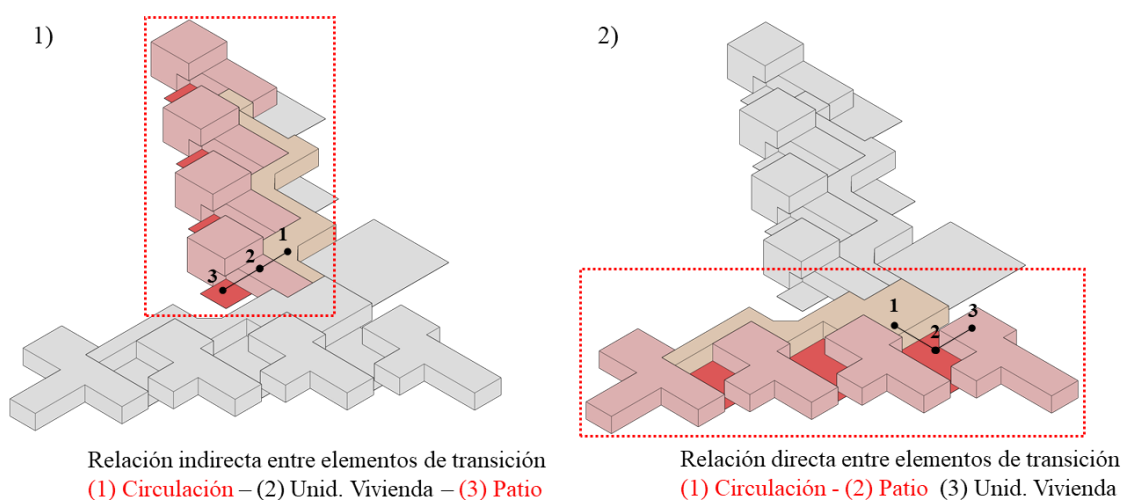 1)
1
2
3
Relación indirecta entre elementos de transición
(1) Circulación – (2) Unid. Vivienda – (3) Patio
2)
1
3
2
Relación directa entre elementos de transición
(1) Circulación - (2) Patio (3) Unid. Vivienda